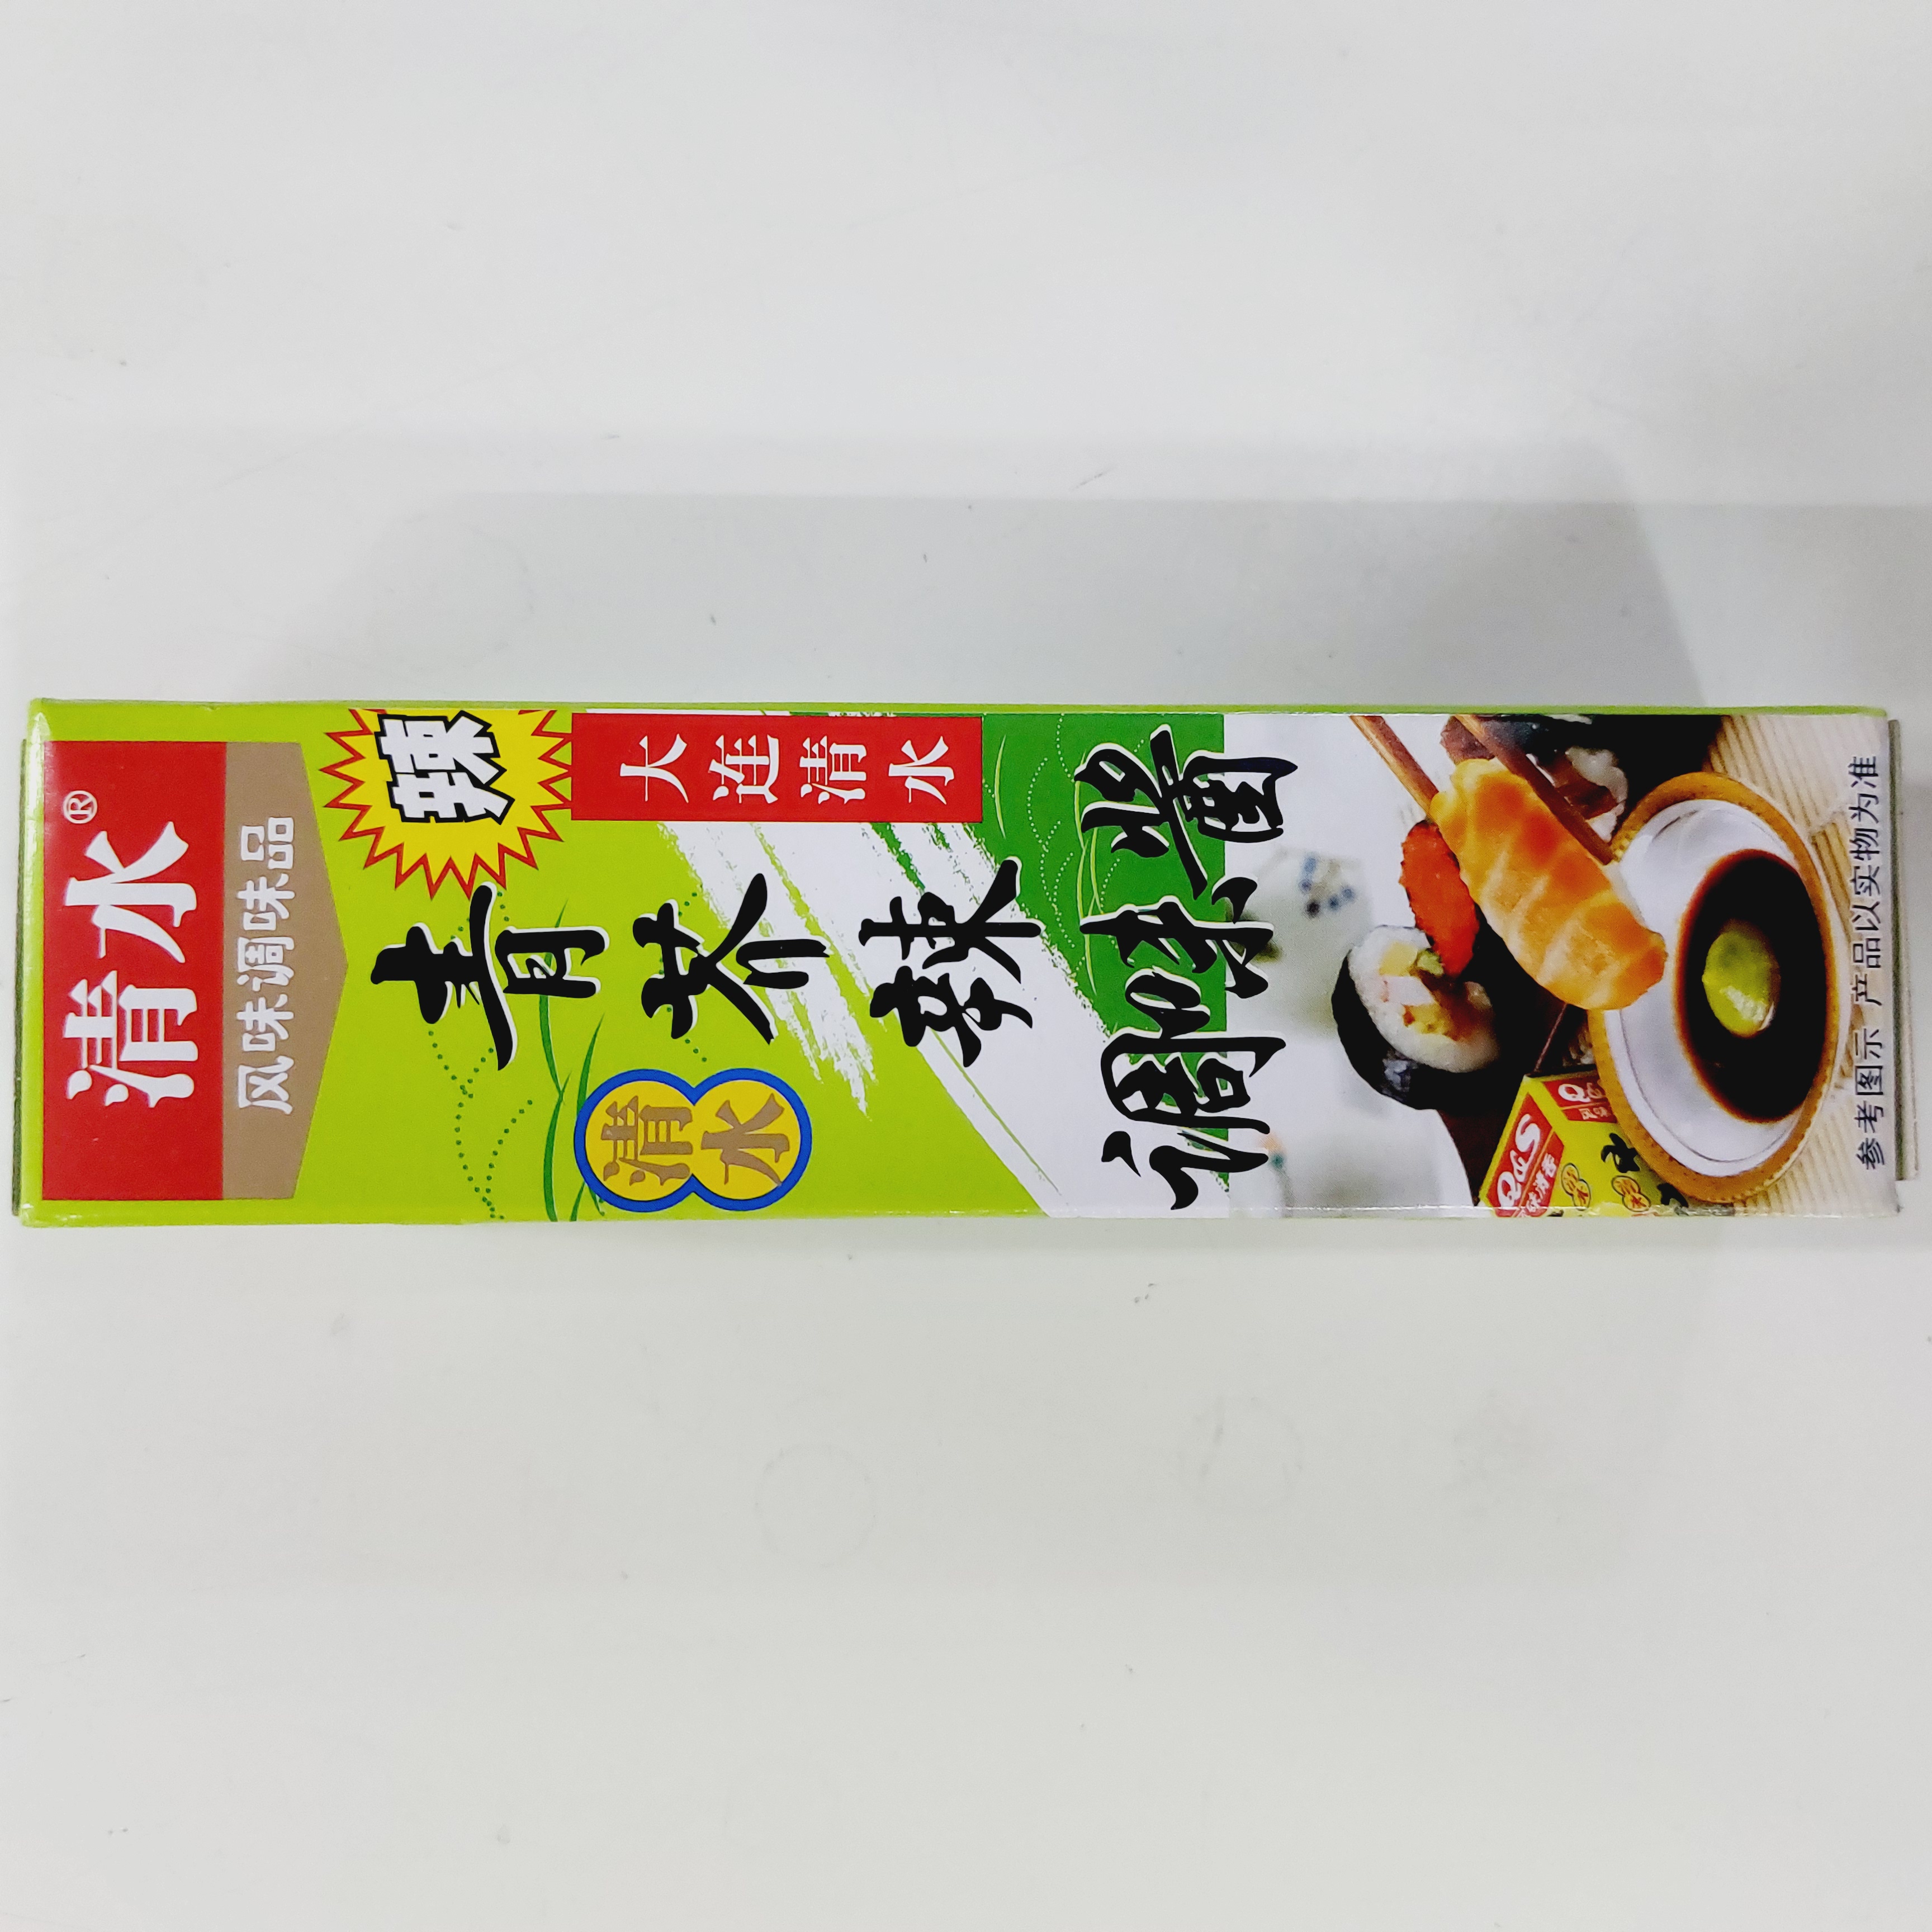 清水®
风味调味品
辣
青芥辣
清水
大连清水
调味酱
参考图示 产品以实物为准